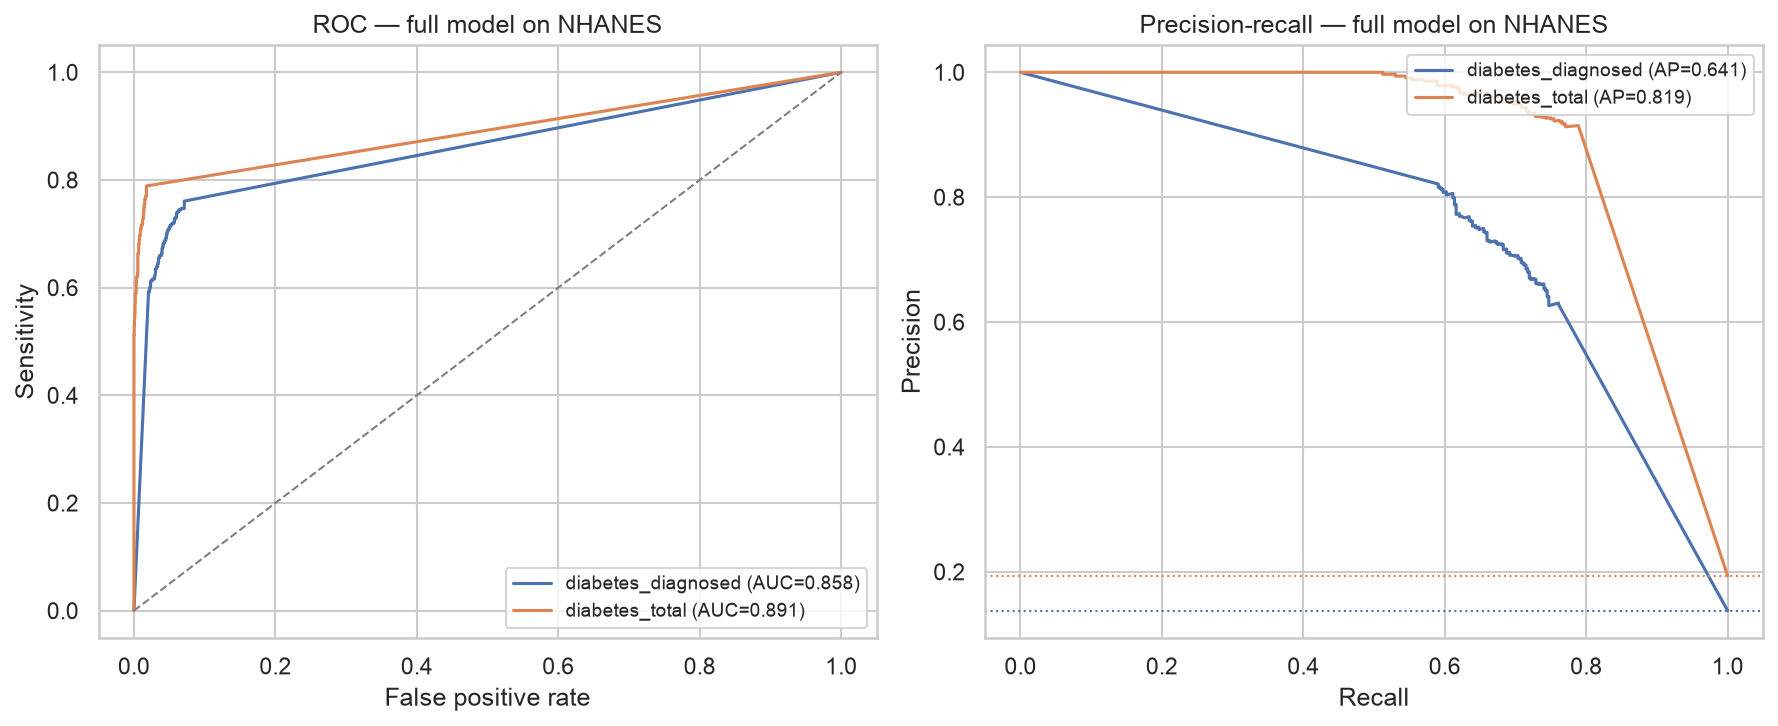 ROC — full model on NHANES
1.0
0.8
0.6
0.4
0.2
0.0
Sensitivity
0.0 0.2 0.4 0.6 0.8 1.0
False positive rate
diabetes_diagnosed (AUC=0.858)
diabetes_total (AUC=0.891)
Precision-recall — full model on NHANES
1.0
0.8
0.6
0.4
0.2
Precision
0.0 0.2 0.4 0.6 0.8 1.0
Recall
diabetes_diagnosed (AP=0.641)
diabetes_total (AP=0.819)